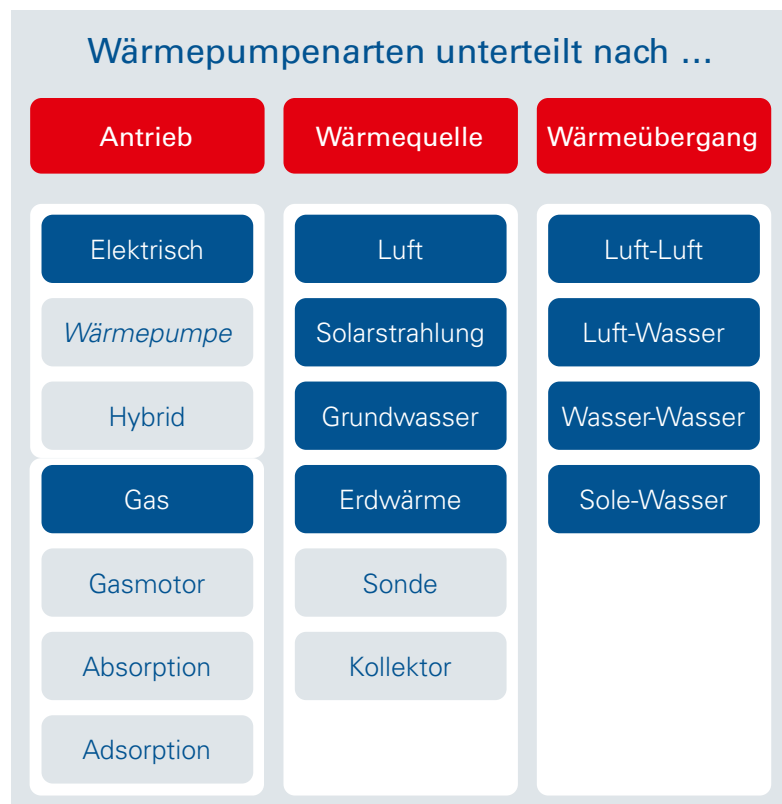 Wärmepumpenarten unterteilt nach …
Antrieb
Elektrisch
Wärmepumpe
Hybrid
Gas
Gasmotor
Absorption
Adsorption
Wärmequelle
Luft
Solarstrahlung
Grundwasser
Erdwärme
Sonde
Kollektor
Wärmeübergang
Luft-Luft
Luft-Wasser
Wasser-Wasser
Sole-Wasser